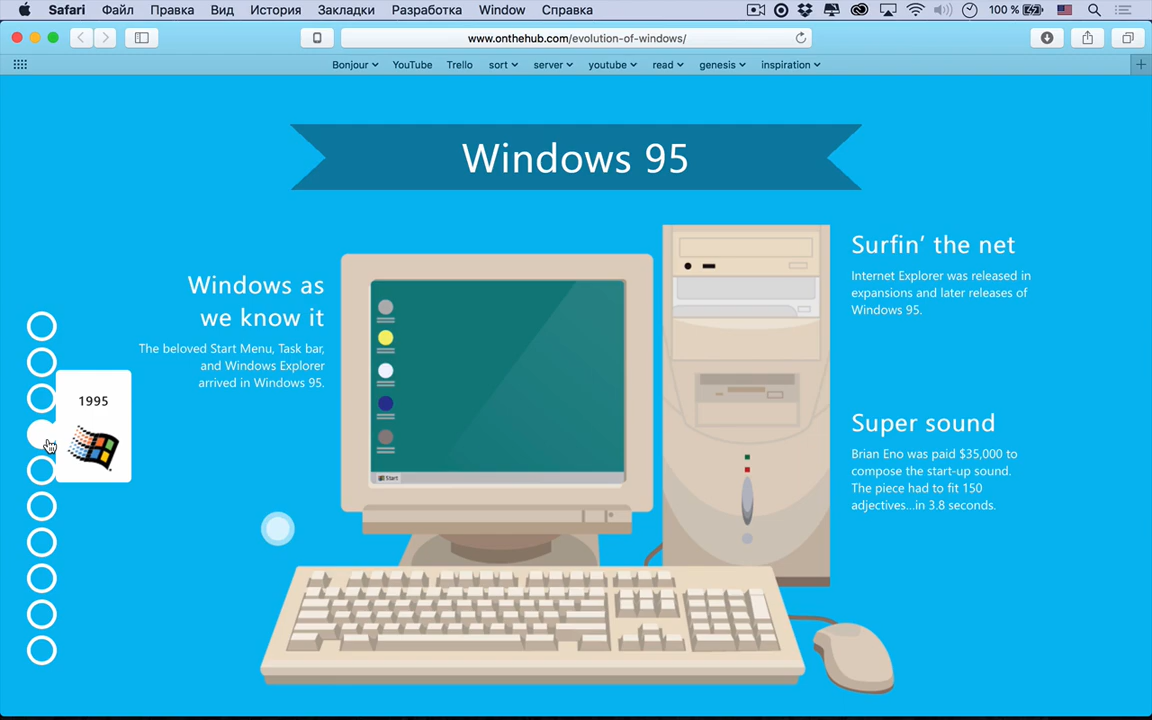 Safari Файл Правка Вид История Закладки Разработка Window Справка 100 %
www.onthehub.com/evolution-of-windows/
Bonjour YouTube Trello sort server youtube read genesis inspiration
Windows 95
Windows as
we know it
The beloved Start Menu, Task bar,
and Windows Explorer
arrived in Windows 95.
1995
Start
Surfin’ the net
Internet Explorer was released in
expansions and later releases of
Windows 95.
Super sound
Brian Eno was paid $35,000 to
compose the start-up sound.
The piece had to fit 150
adjectives...in 3.8 seconds.